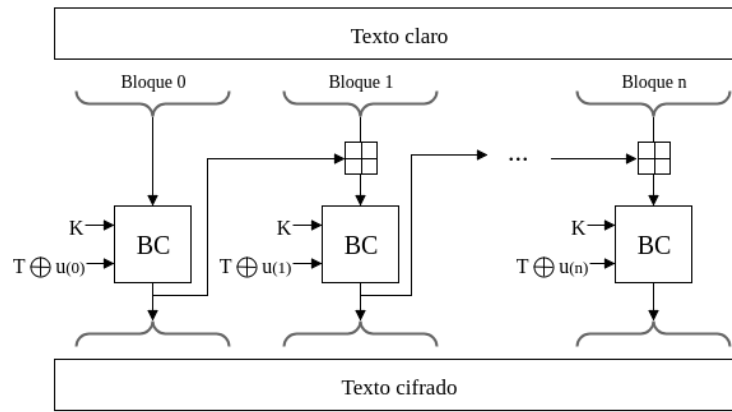 Texto claro
Bloque 0
Bloque 1
Bloque n
...
K
BC
T ⊕ u(0)
K
BC
T ⊕ u(1)
K
BC
T ⊕ u(n)
Texto cifrado